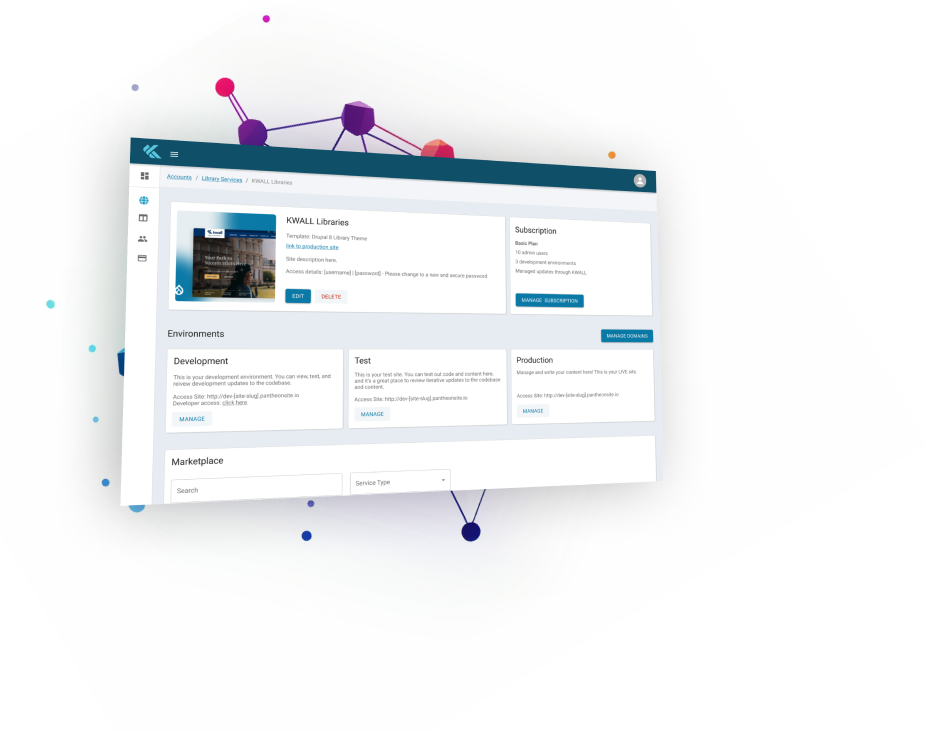 Accounts / Library Services / KWALL Libraries
KWALL Libraries
Template: Drupal 8 Library Theme
link to production site
Site description here.
Access details: [username] | [password] - Please change to a new and secure password
EDIT
DELETE
Subscription
Basic Plan
10 admin users
3 development environments
Managed updates through KWALL
MANAGE SUBSCRIPTION
Environments
MANAGE DOMAINS
Development
This is your development environment. You can view, test, and
reivew development updates to the codebase.
Access Site: http://dev-[site-slug].pantheonsite.io
Developer access: click here
MANAGE
Test
This is your test site. You can test out code and content here,
and it's a great place to review iterative updates to the codebase
and content.
Access Site: http://dev-[site-slug].pantheonsite.io
MANAGE
Production
Manage and write your content here! This is your LIVE site.
Access Site: http://dev-[site-slug].pantheonsite.io
MANAGE
Marketplace
Search
Service Type